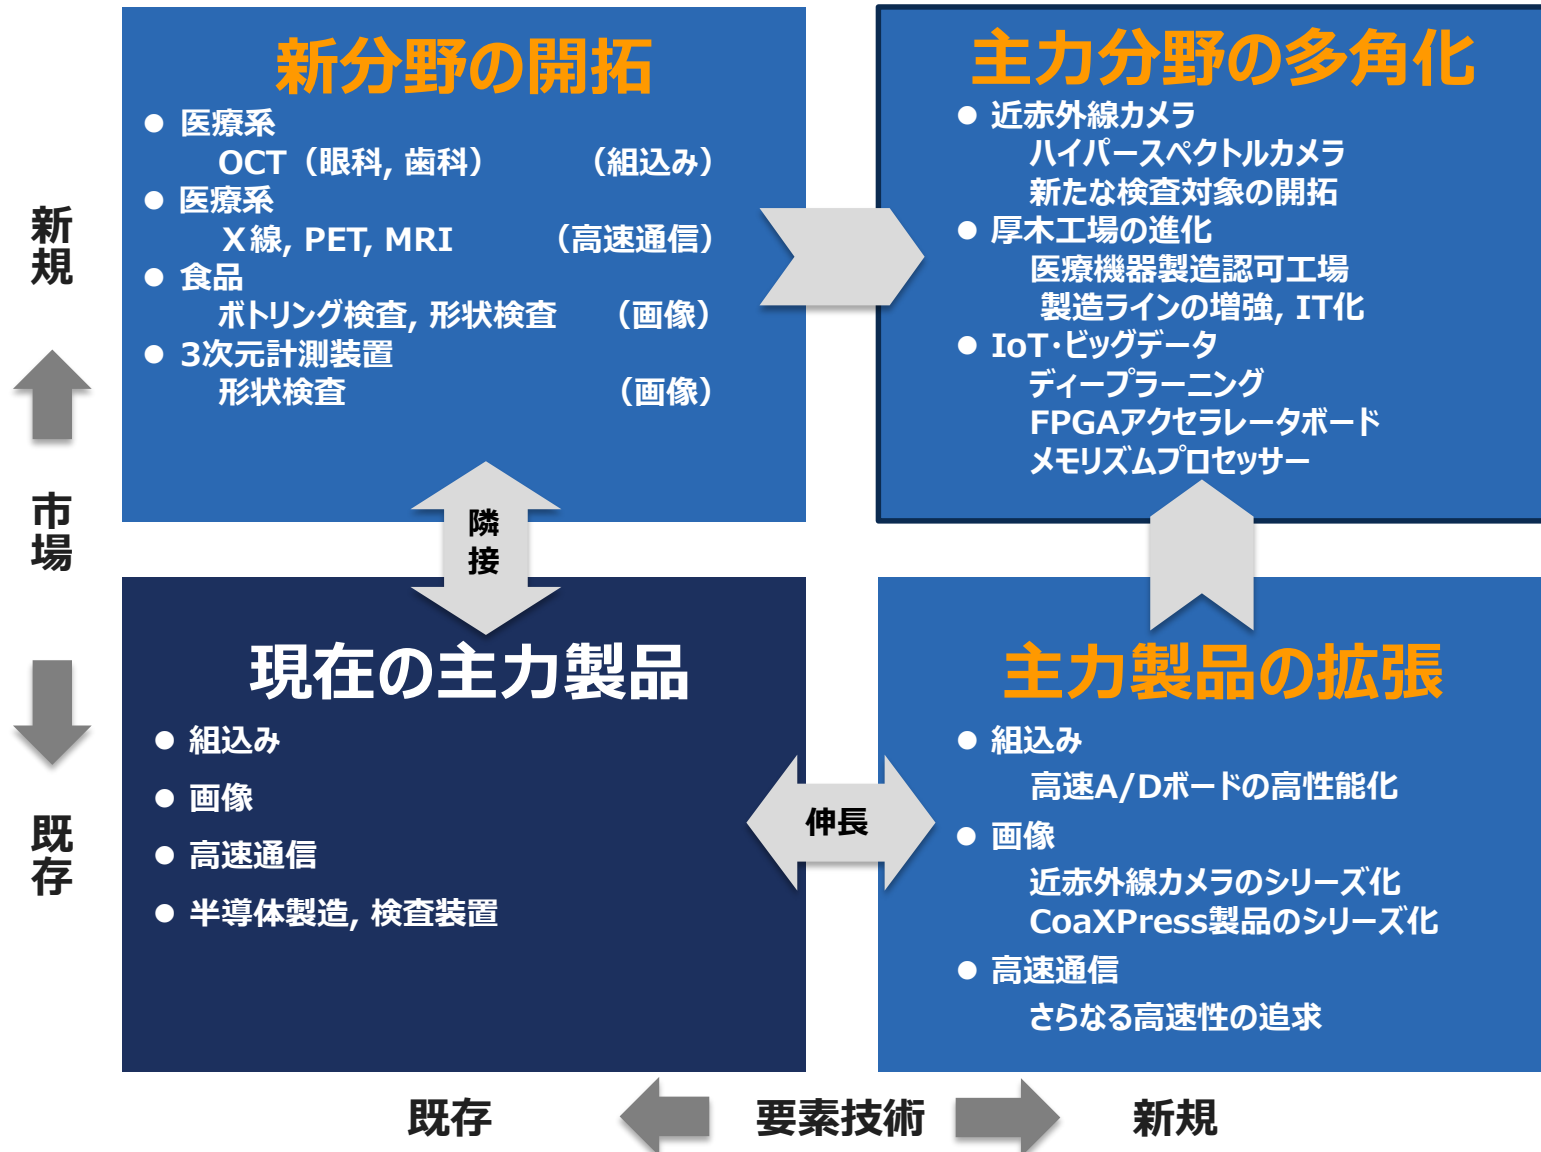 新分野の開拓
● 医療系
OCT（眼科, 歯科）　（組込み）
● 医療系
X線, PET, MRI　（高速通信）
● 食品
ボトリング検査, 形状検査　（画像）
● 3次元計測装置
形状検査　（画像）
主力分野の多角化
● 近赤外線カメラ
ハイパースペクトルカメラ
新たな検査対象の開拓
● 厚木工場の進化
医療機器製造認可工場
製造ラインの増強, IT化
● IoT・ビッグデータ
ディープラーニング
FPGAアクセラレータボード
メモリズムプロセッサー
新規
市場
既存
隣接
現在の主力製品
● 組込み
● 画像
● 高速通信
● 半導体製造, 検査装置
伸長
主力製品の拡張
● 組込み
高速A/Dボードの高性能化
● 画像
近赤外線カメラのシリーズ化
CoaXPress製品のシリーズ化
● 高速通信
さらなる高速性の追求
既存　要素技術　新規